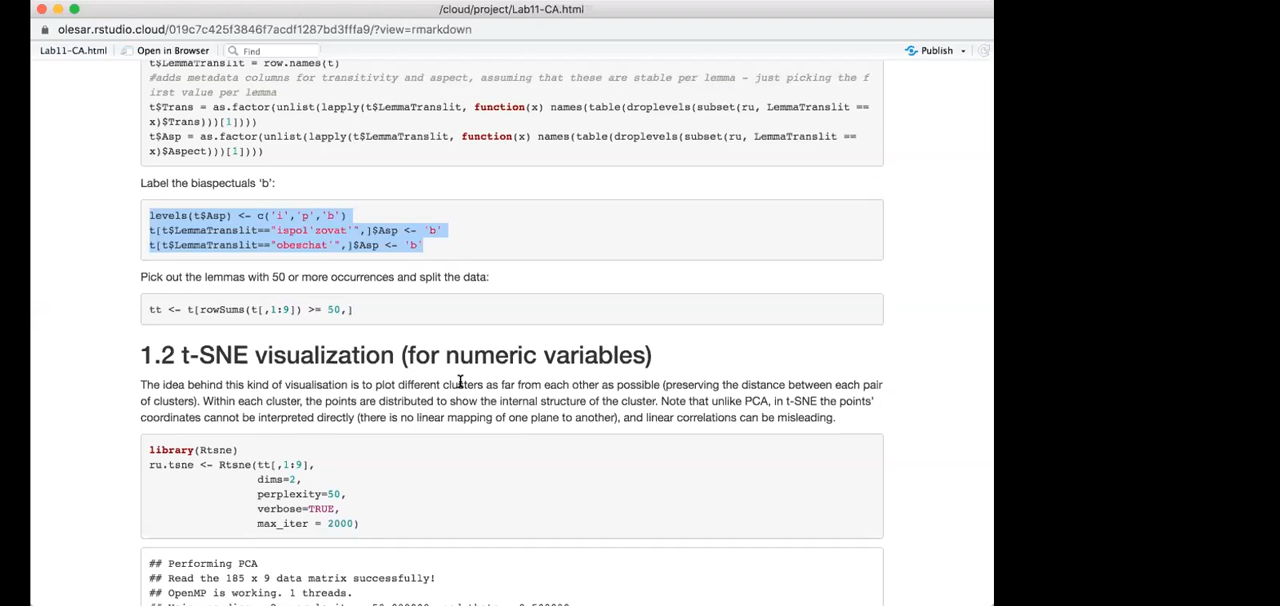 /cloud/project/Lab11-CA.html
olesar.rstudio.cloud/019c7c425f3846f7acdf1287bd3fffa9/?view=rmarkdown
Lab11-CA.html Open in Browser Find Publish
t$LemmaTranslit = row.names(t)
#adds metadata columns for transitivity and aspect, assuming that these are stable per lemma - just picking the f
irst value per lemma
t$Trans = as.factor(unlist(lapply(t$LemmaTranslit, function(x) names(table(droplevels(subset(ru, LemmaTranslit ==
x)$Trans)))[1])))
t$Asp = as.factor(unlist(lapply(t$LemmaTranslit, function(x) names(table(droplevels(subset(ru, LemmaTranslit ==
x)$Aspect)))[1])))
Label the biaspectuals ‘b’:
levels(t$Asp) <- c('i','p','b')
t[t$LemmaTranslit=="ispol'zovat'",]$Asp <- 'b'
t[t$LemmaTranslit=="obeschat'",]$Asp <- 'b'
Pick out the lemmas with 50 or more occurrences and split the data:
tt <- t[rowSums(t[,1:9]) >= 50,]
1.2 t-SNE visualization (for numeric variables)
The idea behind this kind of visualisation is to plot different clusters as far from each other as possible (preserving the distance between each pair
of clusters). Within each cluster, the points are distributed to show the internal structure of the cluster. Note that unlike PCA, in t-SNE the points’
coordinates cannot be interpreted directly (there is no linear mapping of one plane to another), and linear correlations can be misleading.
library(Rtsne)
ru.tsne <- Rtsne(tt[,1:9],
dims=2,
perplexity=50,
verbose=TRUE,
max_iter = 2000)
## Performing PCA
## Read the 185 x 9 data matrix successfully!
## OpenMP is working. 1 threads.